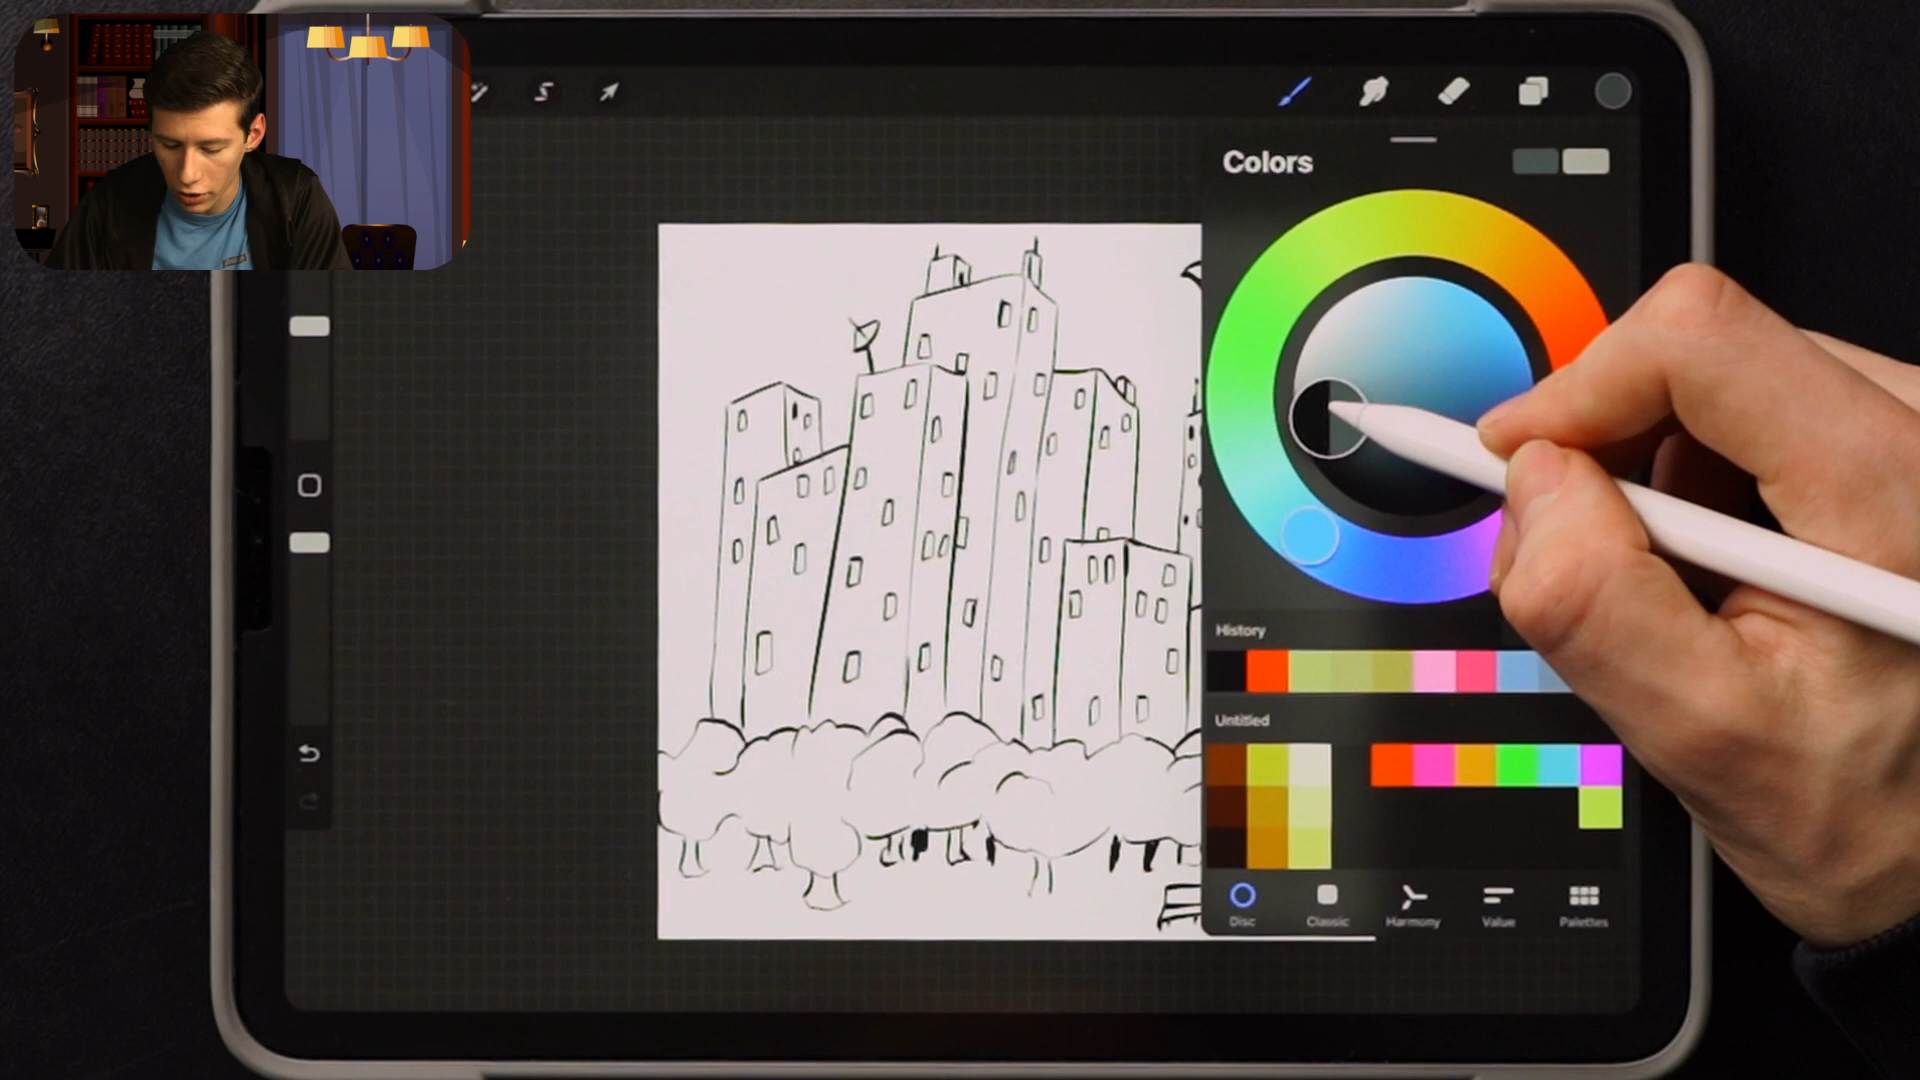 Colors
History
Untitled
Disc
Classic
Harmony
Value
Palettes